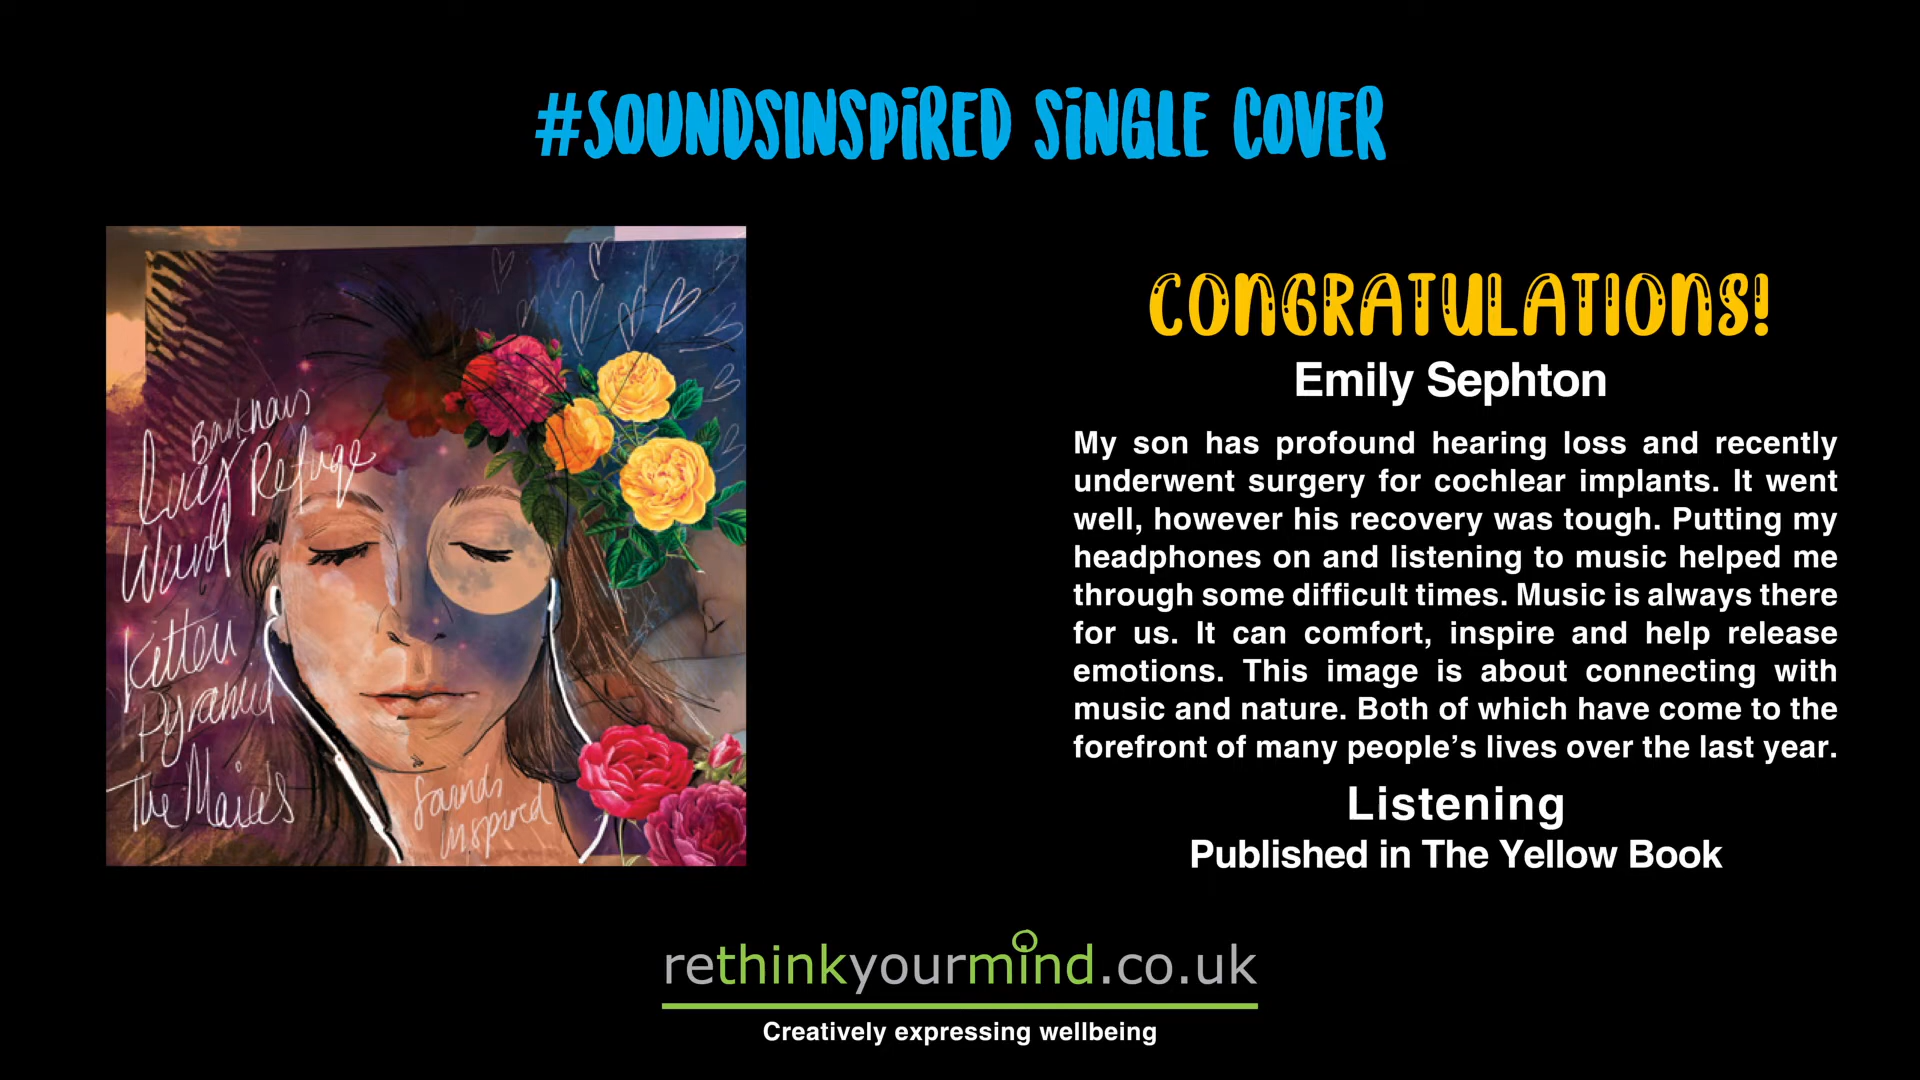 #SOUNDSINSPIRED SINGLE COVER
Refuge
Ward
Kitten
Pyramid
The
Sounds
inspired
CONGRATULATIONS!
Emily Sephton
My son has profound hearing loss and recently
underwent surgery for cochlear implants. It went
well, however his recovery was tough. Putting my
headphones on and listening to music helped me
through some difficult times. Music is always there
for us. It can comfort, inspire and help release
emotions. This image is about connecting with
music and nature. Both of which have come to the
forefront of many people’s lives over the last year.
Listening
Published in The Yellow Book
rethinkyourmind.co.uk
Creatively expressing wellbeing